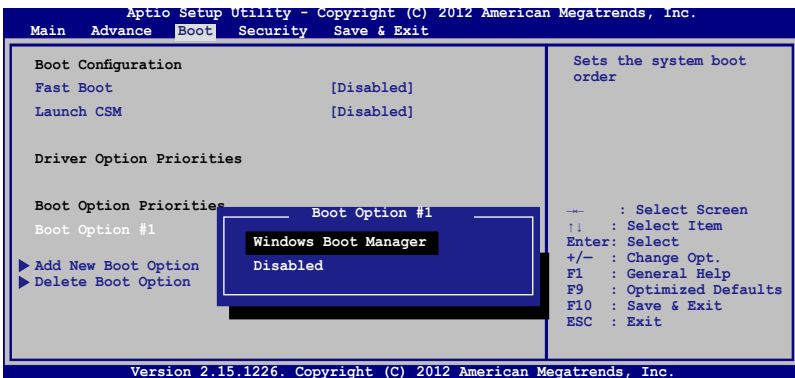 Aptio Setup Utility - Copyright (C) 2012 American Megatrends, Inc.
Main Advance Boot Security Save & Exit
Boot Configuration
Fast Boot [Disabled]
Launch CSM [Disabled]
Driver Option Priorities
Boot Option Priorities
Boot Option #1
Add New Boot Option
Delete Boot Option
Boot Option #1
Windows Boot Manager
Disabled
Sets the system boot
order
→← : Select Screen
↑↓ : Select Item
Enter: Select
+/— : Change Opt.
F1 : General Help
F9 : Optimized Defaults
F10 : Save & Exit
ESC : Exit
Version 2.15.1226. Copyright (C) 2012 American Megatrends, Inc.